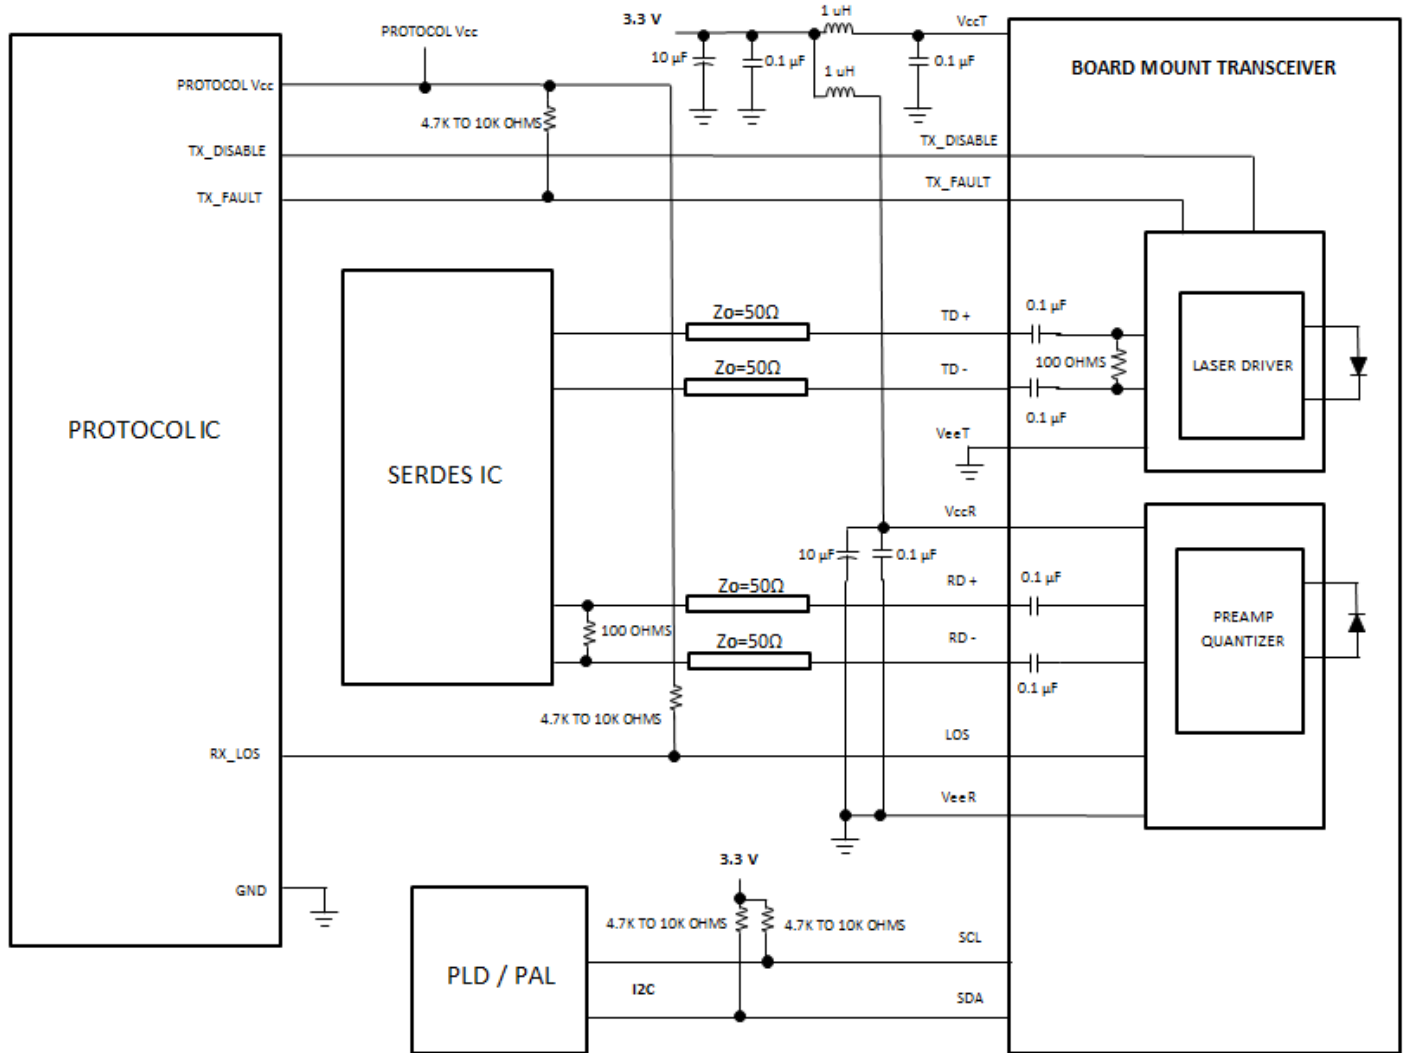 3.3 V
1 uH
VccT
PROTOCOL Vcc
10 µF
0.1 µF
0.1 µF
1 uH
BOARD MOUNT TRANSCEIVER
PROTOCOL Vcc
4.7K TO 10K OHMS
TX_DISABLE
TX_DISABLE
TX_FAULT
TX_FAULT
Zo=50Ω
TD +
0.1 µF
Zo=50Ω
TD -
100 OHMS
LASER DRIVER
0.1 µF
PROTOCOL IC
VeeT
SERDES IC
VccR
10 µF
0.1 µF
Zo=50Ω
RD +
0.1 µF
100 OHMS
Zo=50Ω
RD -
PREAMP
QUANTIZER
0.1 µF
4.7K TO 10K OHMS
RX_LOS
LOS
VeeR
3.3 V
GND
4.7K TO 10K OHMS
4.7K TO 10K OHMS
SCL
PLD / PAL
I2C
SDA